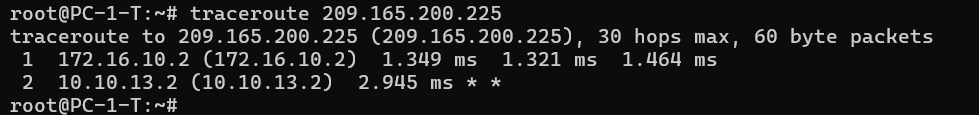 root@PC-1-T:~# traceroute 209.165.200.225
traceroute to 209.165.200.225 (209.165.200.225), 30 hops max, 60 byte packets
 1  172.16.10.2 (172.16.10.2)  1.349 ms  1.321 ms  1.464 ms
 2  10.10.13.2 (10.10.13.2)  2.945 ms * *
root@PC-1-T:~#